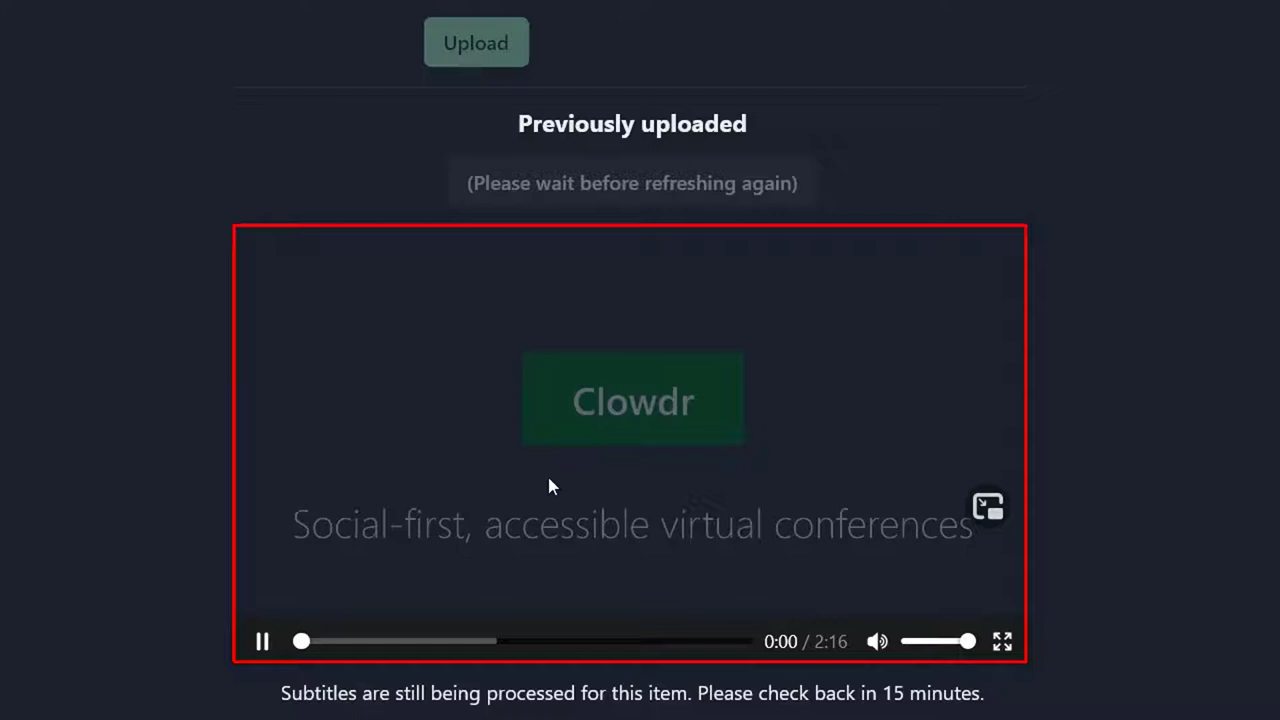 Upload
Previously uploaded
(Please wait before refreshing again)
Clowdr
Social-first, accessible virtual conferences
0:00 / 2:16
Subtitles are still being processed for this item. Please check back in 15 minutes.